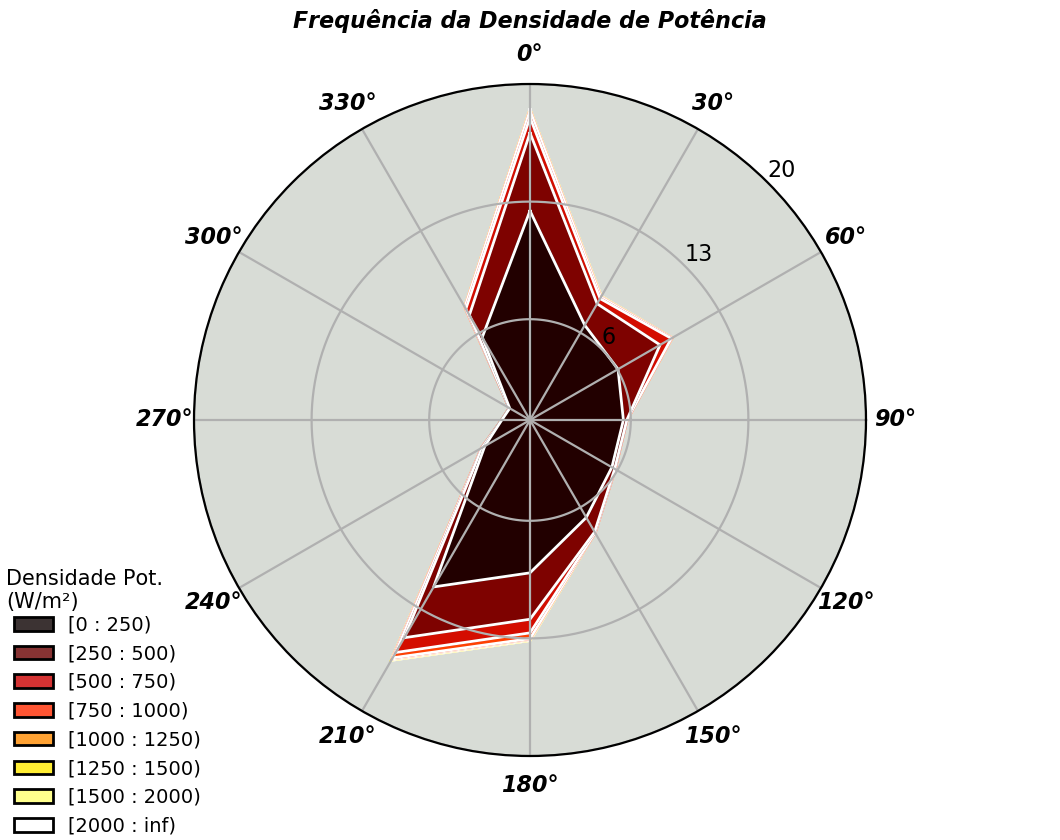 Frequência da Densidade de Potência
0°
30°
60°
90°
120°
150°
180°
210°
240°
270°
300°
330°
6
13
20
Densidade Pot.
(W/m²)
[0 : 250)
[250 : 500)
[500 : 750)
[750 : 1000)
[1000 : 1250)
[1250 : 1500)
[1500 : 2000)
[2000 : inf)